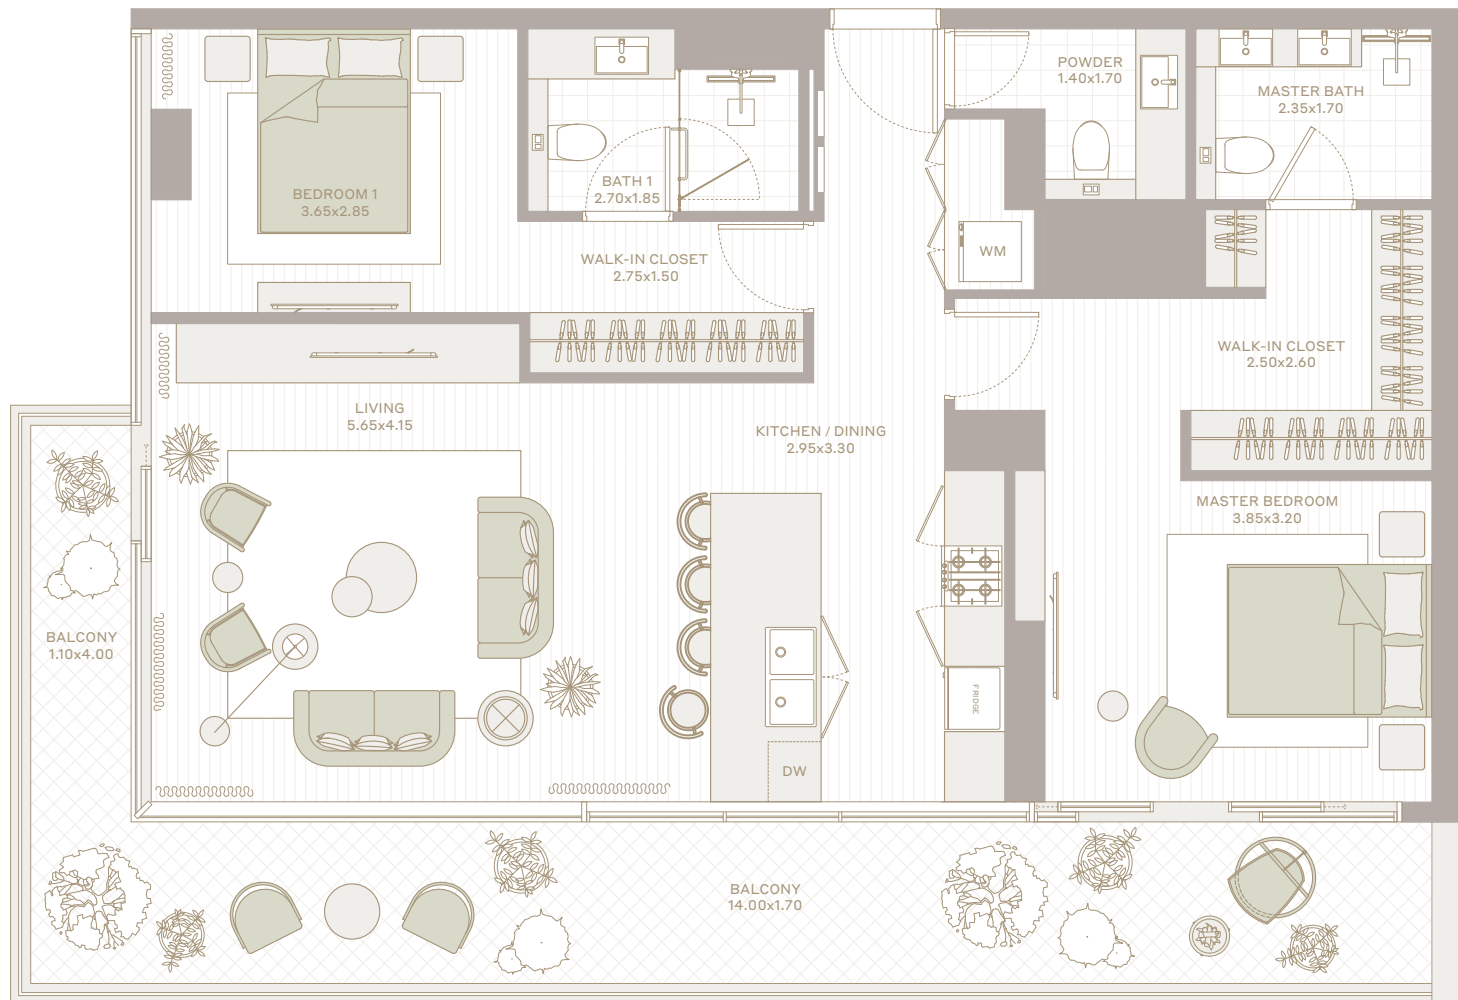 POWDER
1.40x1.70
MASTER BATH
2.35x1.70
BEDROOM 1
3.65x2.85
BATH 1
2.70x1.85
WALK-IN CLOSET
2.75x1.50
WM
WALK-IN CLOSET
2.50x2.60
LIVING
5.65x4.15
KITCHEN / DINING
2.95x3.30
MASTER BEDROOM
3.85x3.20
BALCONY
1.10x4.00
FRIDGE
DW
BALCONY
14.00x1.70